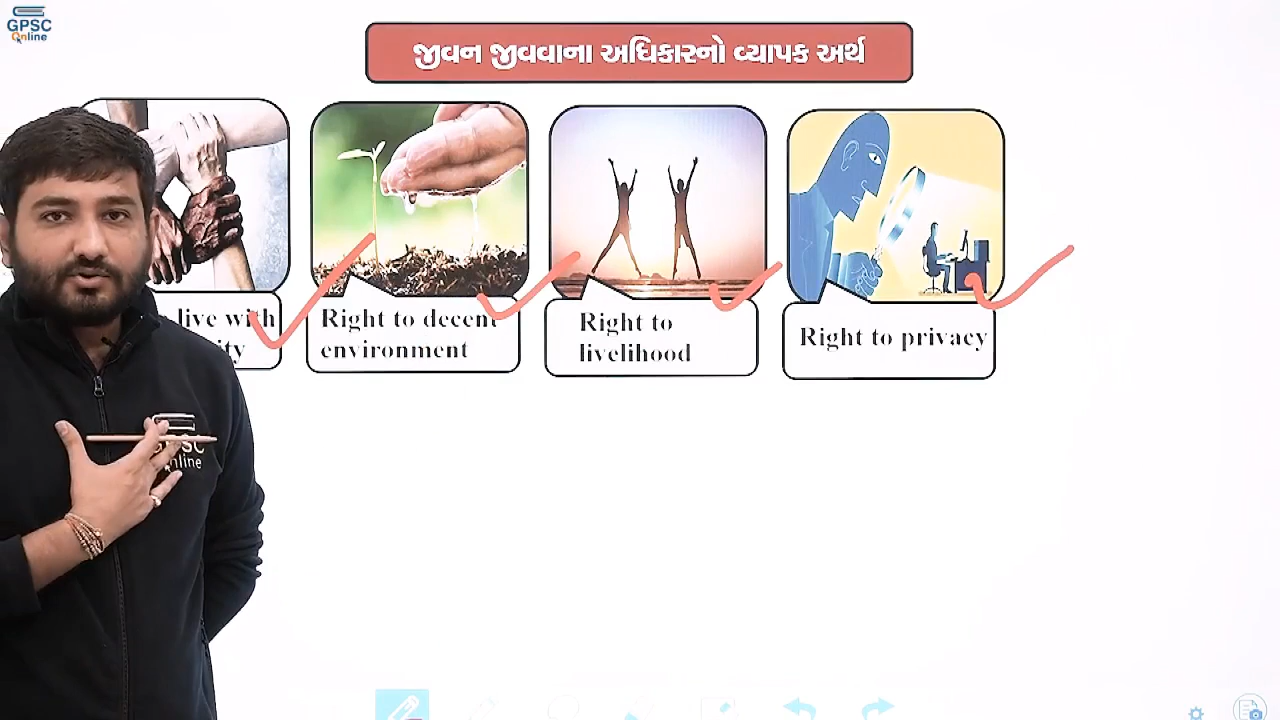 GPSC
Online
જીવન જીવવાના અધિકારનો વ્યાપક અર્થ
live with
Right to decent
environment
Right to
livelihood
Right to privacy
GPSC
Online